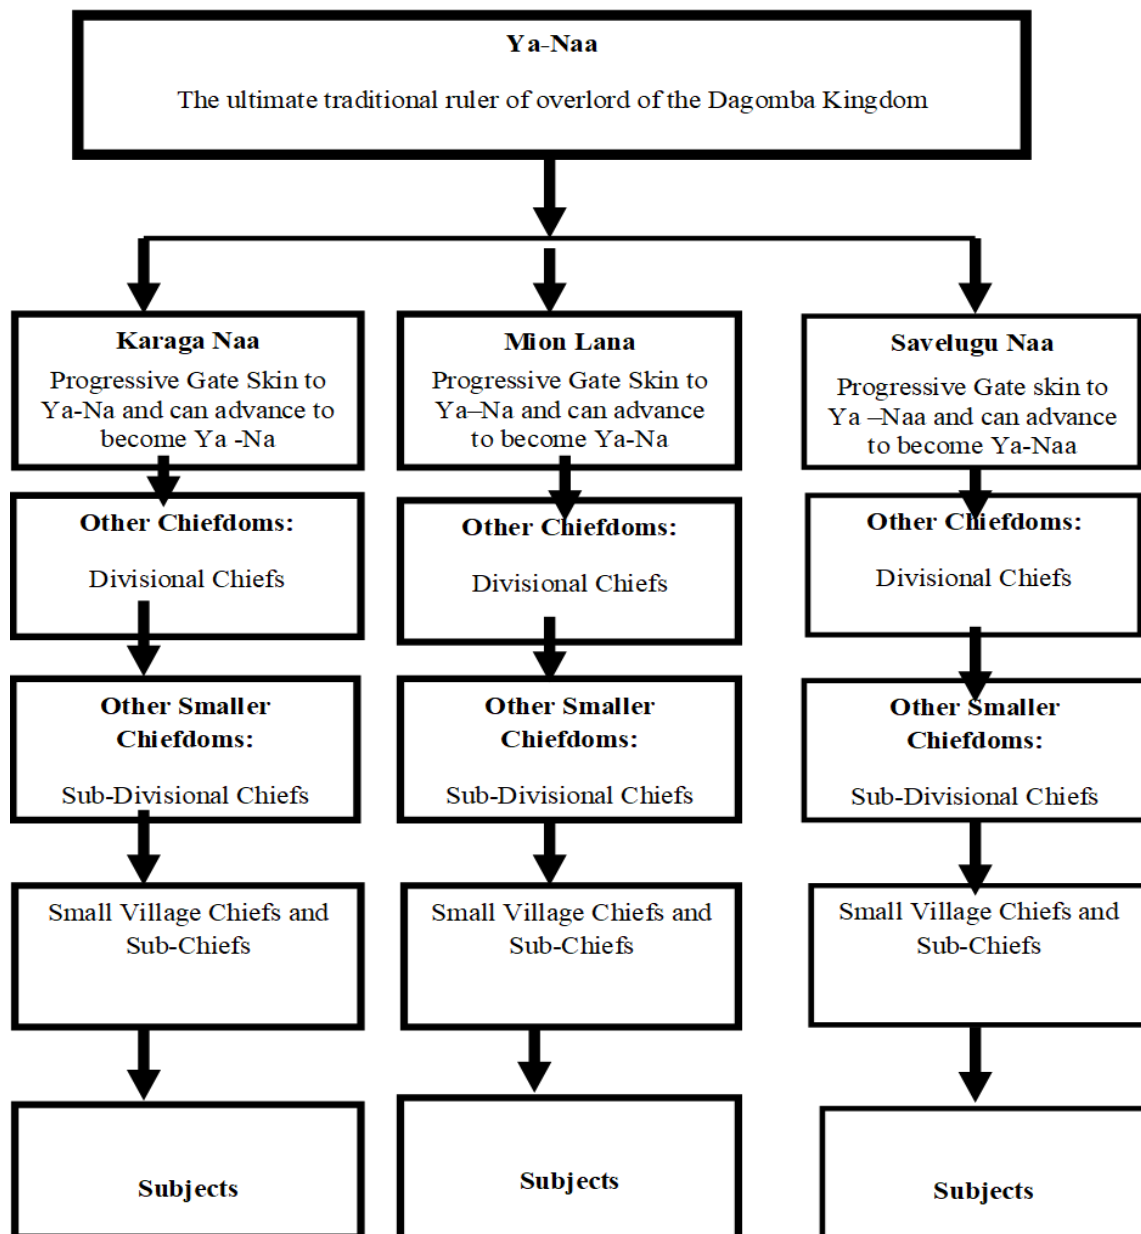 Ya-Naa
The ultimate traditional ruler of overlord of the Dagomba Kingdom
Karaga Naa
Progressive Gate Skin to
Ya-Na and can advance to
become Ya -Na
Other Chiefdoms:
Divisional Chiefs
Other Smaller
Chiefdoms:
Sub-Divisional Chiefs
Small Village Chiefs and
Sub-Chiefs
Subjects
Mion Lana
Progressive Gate Skin to
Ya–Na and can advance
to become Ya-Na
Other Chiefdoms:
Divisional Chiefs
Other Smaller
Chiefdoms:
Sub-Divisional Chiefs
Small Village Chiefs and
Sub-Chiefs
Subjects
Savelugu Naa
Progressive Gate skin to
Ya –Naa and can advance
to become Ya-Naa
Other Chiefdoms:
Divisional Chiefs
Other Smaller
Chiefdoms:
Sub-Divisional Chiefs
Small Village Chiefs and
Sub-Chiefs
Subjects